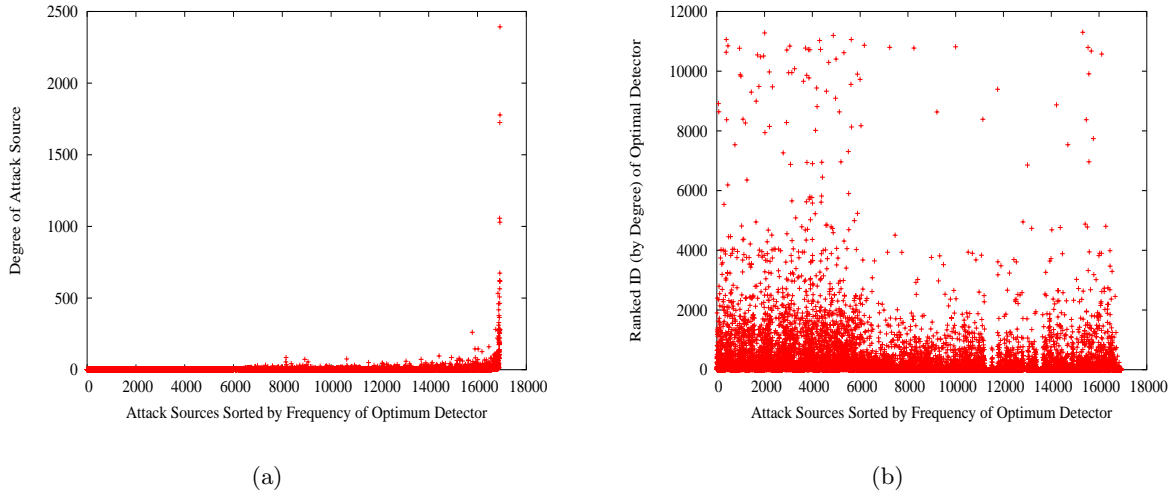 2500
2000
1500
1000
500
0
Degree of Attack Source
0 2000 4000 6000 8000 10000 12000 14000 16000 18000
Attack Sources Sorted by Frequency of Optimum Detector
(a)
12000
10000
8000
6000
4000
2000
0
Ranked ID (by Degree) of Optimal Detector
0 2000 4000 6000 8000 10000 12000 14000 16000 18000
Attack Sources Sorted by Frequency of Optimum Detector
(b)